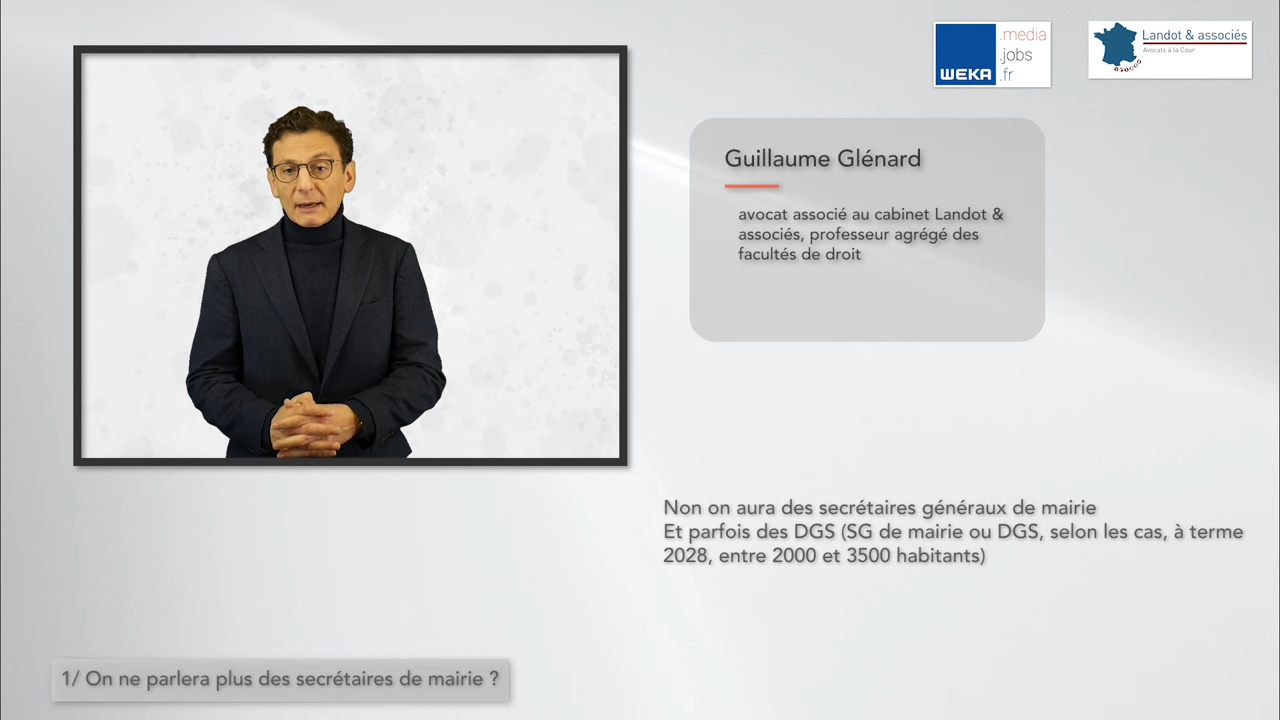 WEKA
.media
.jobs
.fr
Landot & associés
Avocats à la Cour
Guillaume Glénard
avocat associé au cabinet Landot &
associés, professeur agrégé des
facultés de droit
Non on aura des secrétaires généraux de mairie
Et parfois des DGS (SG de mairie ou DGS, selon les cas, à terme
2028, entre 2000 et 3500 habitants)
1/ On ne parlera plus des secrétaires de mairie ?